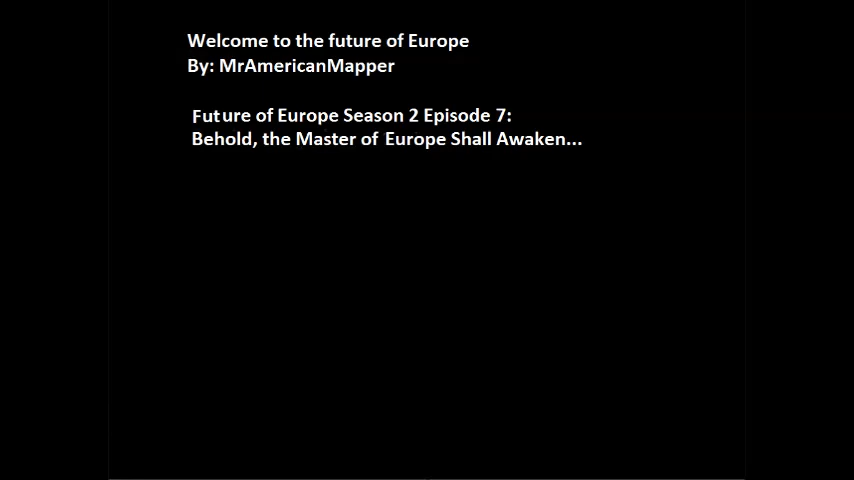 Welcome to the future of Europe
By: MrAmericanMapper
Future of Europe Season 2 Episode 7:
Behold, the Master of Europe Shall Awaken...